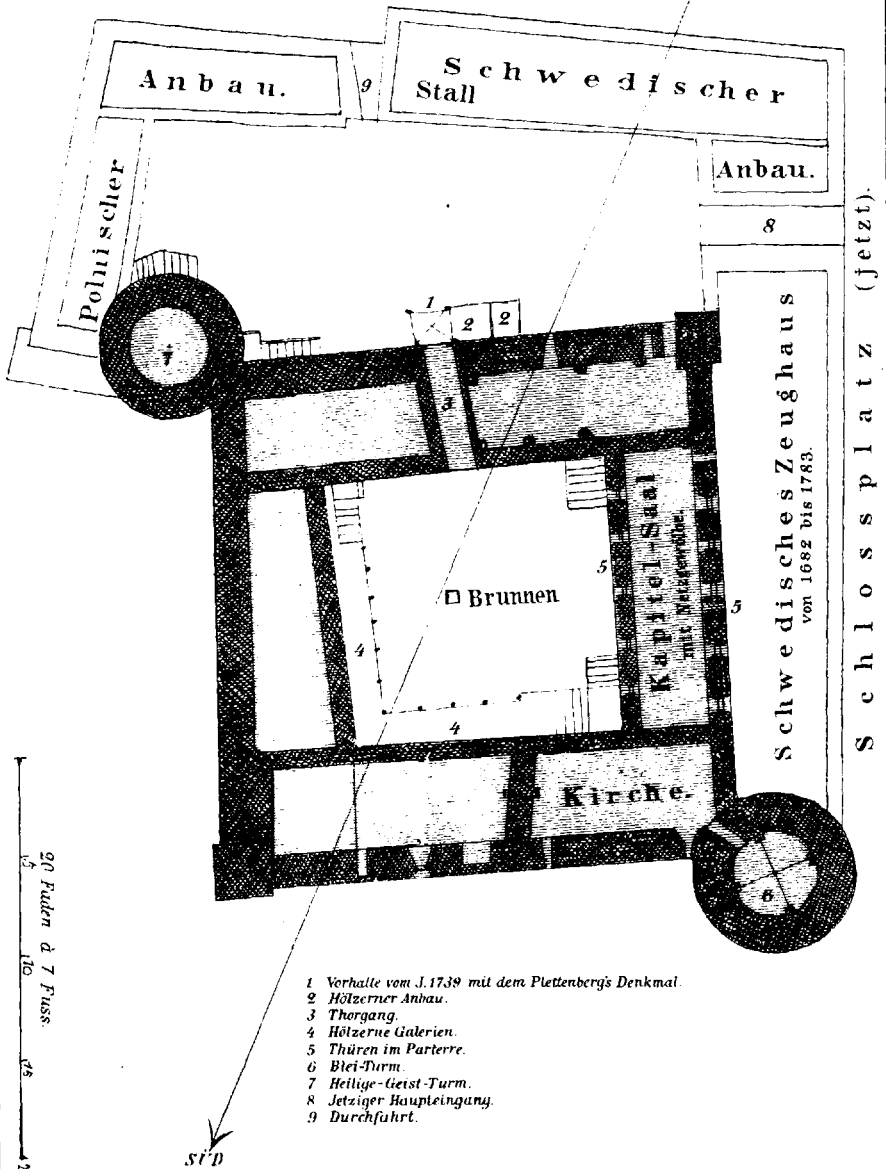 Anbau.
9
Schwedischer
Stall
Polnischer
Anbau.
8
(jetzt).
Schlossplatz
Schwedisches Zeughaus
von 1682 bis 1783.
7
1
2
2
3
Kapitel-Saal
mit Netzgewölbe.
5
5
Brunnen
4
4
Kirche.
6
20 Faden à 7 Fuss.
5
10
15
2
1 Vorhalle vom J. 1739 mit dem Plettenberg's Denkmal.
2 Hölzerner Anbau.
3 Thorgang.
4 Hölzerne Galerien.
5 Thüren im Parterre.
6 Blei-Turm.
7 Heilige-Geist-Turm.
8 Jetziger Haupteingang.
9 Durchfahrt.
SÜD